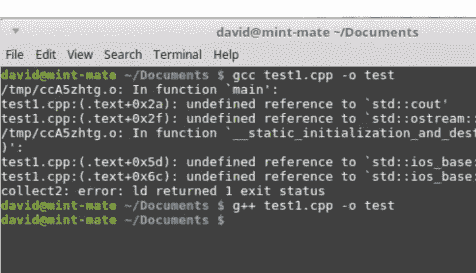 david@mint-mate ~/Documents
File Edit View Search Terminal Help
david@mint-mate ~/Documents $ gcc test1.cpp -o test
/tmp/ccA5zhtg.o: In function `main':
test1.cpp:(.text+0x2a): undefined reference to `std::cout'
test1.cpp:(.text+0x2f): undefined reference to `std::ostream::
/tmp/ccA5zhtg.o: In function `__static_initialization_and_dest
)':
test1.cpp:(.text+0x5d): undefined reference to `std::ios_base:
test1.cpp:(.text+0x6c): undefined reference to `std::ios_base:
collect2: error: ld returned 1 exit status
david@mint-mate ~/Documents $ g++ test1.cpp -o test
david@mint-mate ~/Documents $